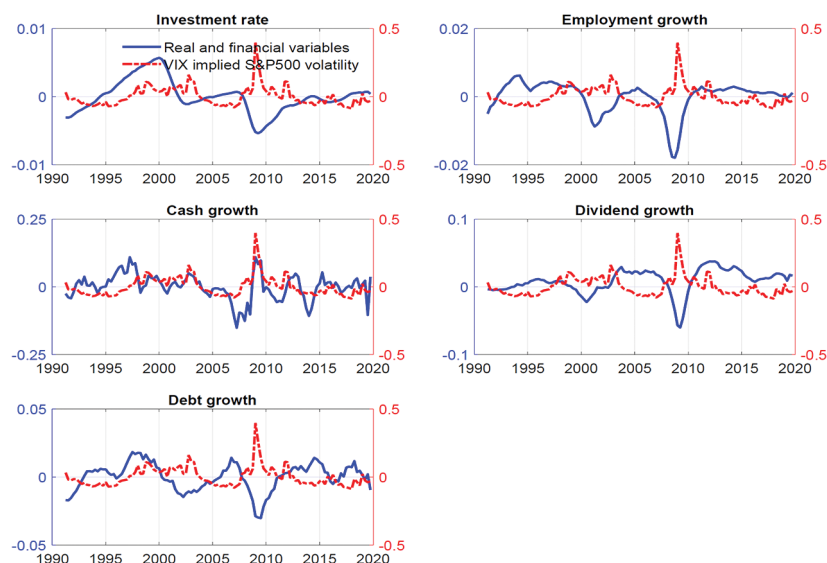 Investment rate
0.01
0
-0.01
0.5
0
-0.5
Real and financial variables
VIX implied S&P500 volatility
1990 1995 2000 2005 2010 2015 2020
Employment growth
0.02
0
-0.02
0.5
0
-0.5
1990 1995 2000 2005 2010 2015 2020
Cash growth
0.25
0
-0.25
0.5
0
-0.5
1990 1995 2000 2005 2010 2015 2020
Dividend growth
0.1
0
-0.1
0.5
0
-0.5
1990 1995 2000 2005 2010 2015 2020
Debt growth
0.05
0
-0.05
0.5
0
-0.5
1990 1995 2000 2005 2010 2015 2020